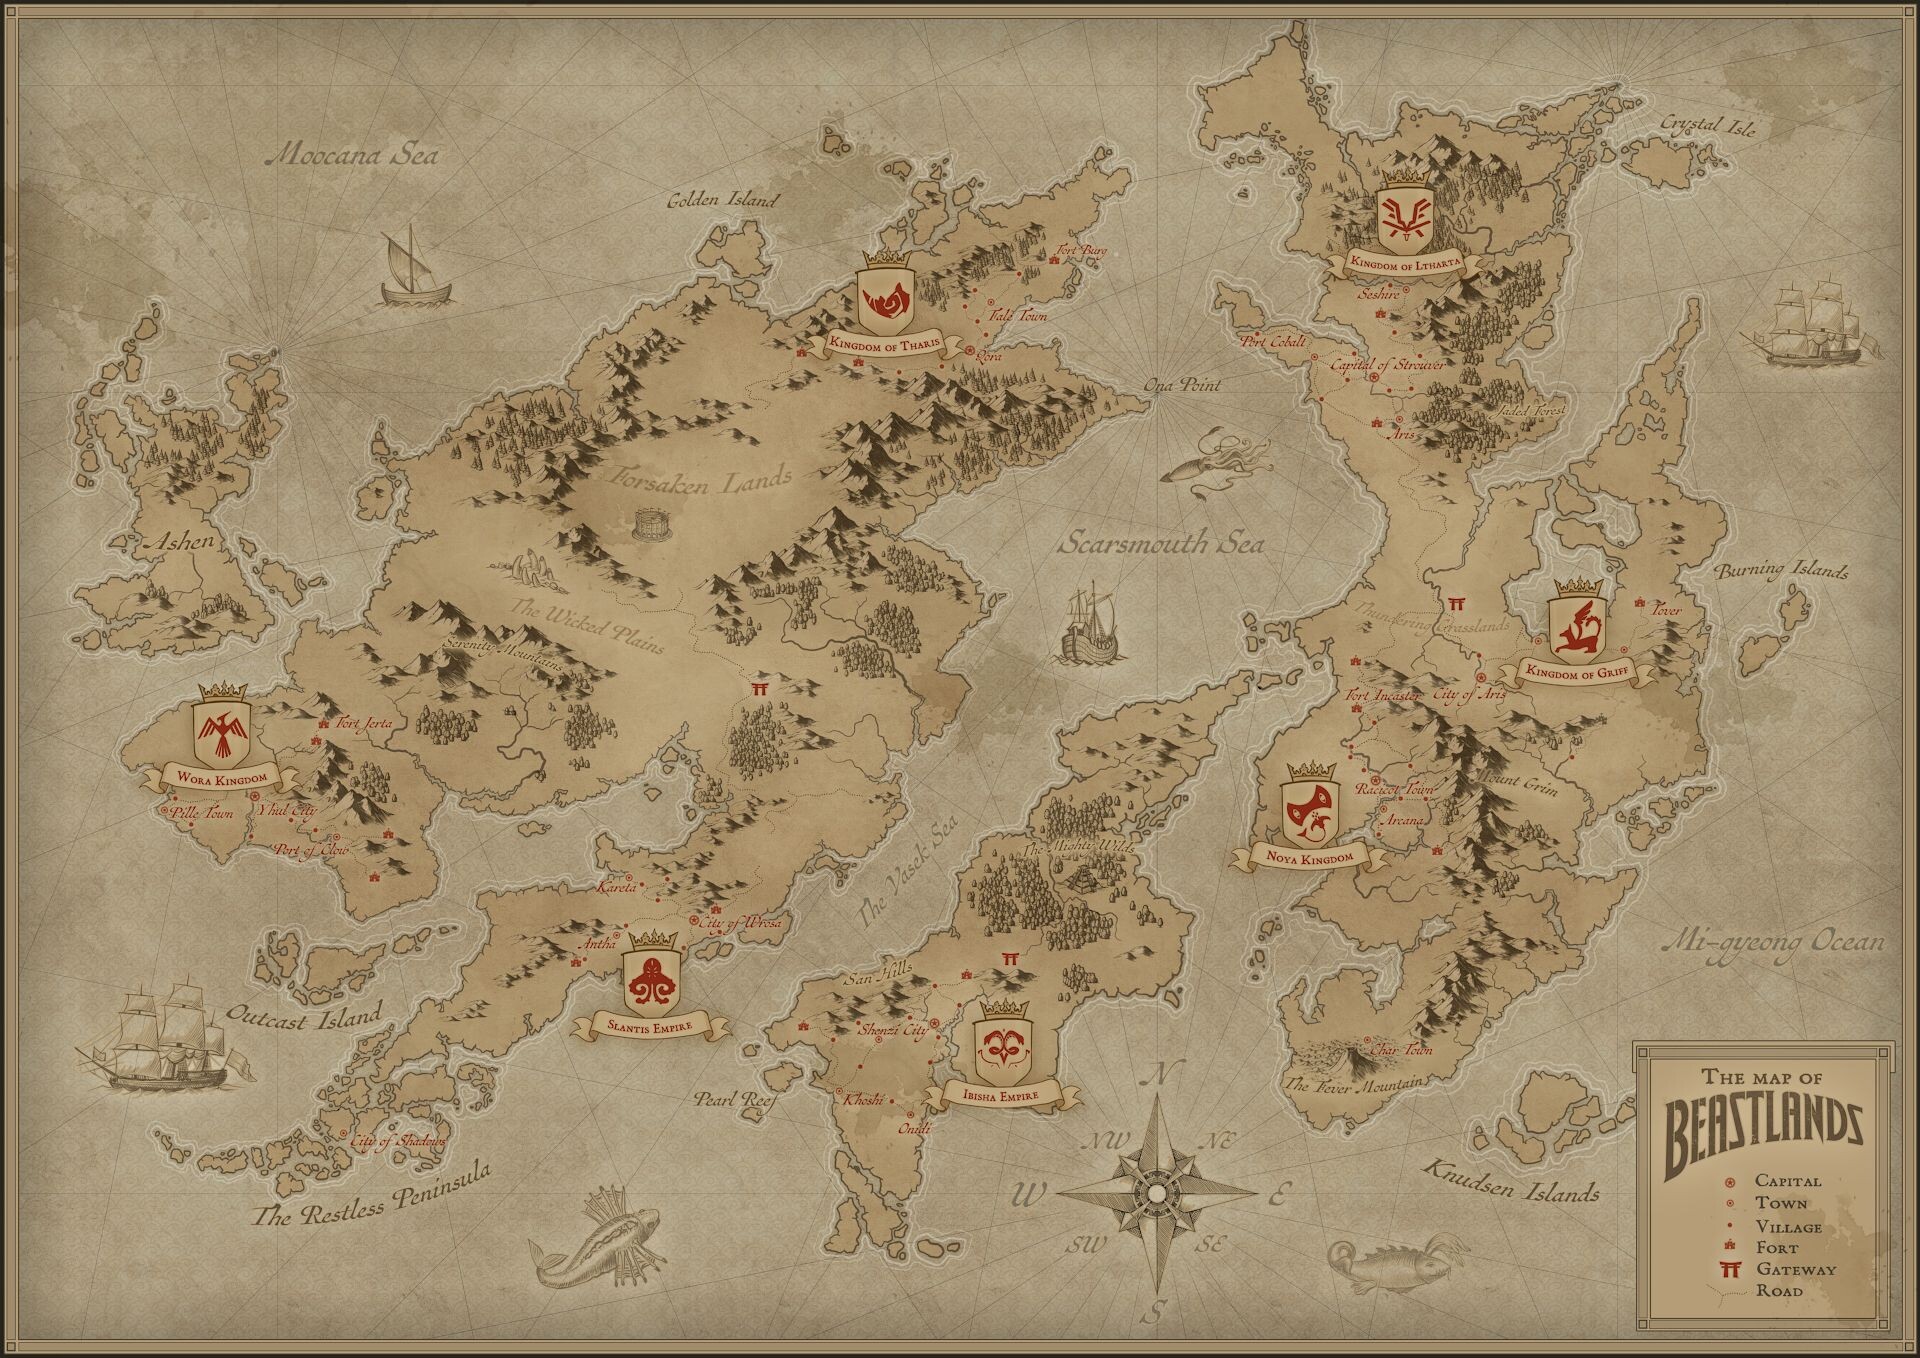 Moocana Sea
Golden Island
Crystal Isle
Fort Burg
Kingdom of Ltharta
Seshire
Tale Town
Kingdom of Tharis
Qora
Port Cobalt
Capital of Strouver
Ona Point
Jaded Forest
Aris
Forsaken Lands
Ashen
Scarsmouth Sea
Burning Islands
The Wicked Plains
Thundering Grasslands
Tover
Serenity Mountains
Kingdom of Griff
Fort Incaster
City of Aris
Fort Jerta
Wora Kingdom
Mount Grim
Racicot Town
Pille Town
Yhul City
Arcana
Port of Clow
The Mighty Wilds
Noya Kingdom
The Yasek Sea
Kareta
City of Wrosa
Antha
Mi-gyeong Ocean
San Hills
Outcast Island
Slantis Empire
Shenzi City
Char Town
The Fever Mountain
Ibisha Empire
Pearl Reef
Khoshi
Onidi
City of Shadows
The Restless Peninsula
Knudsen Islands
N
NW
NE
W
E
SW
SE
S
The map of
Beastlands
Capital
Town
Village
Fort
Gateway
Road